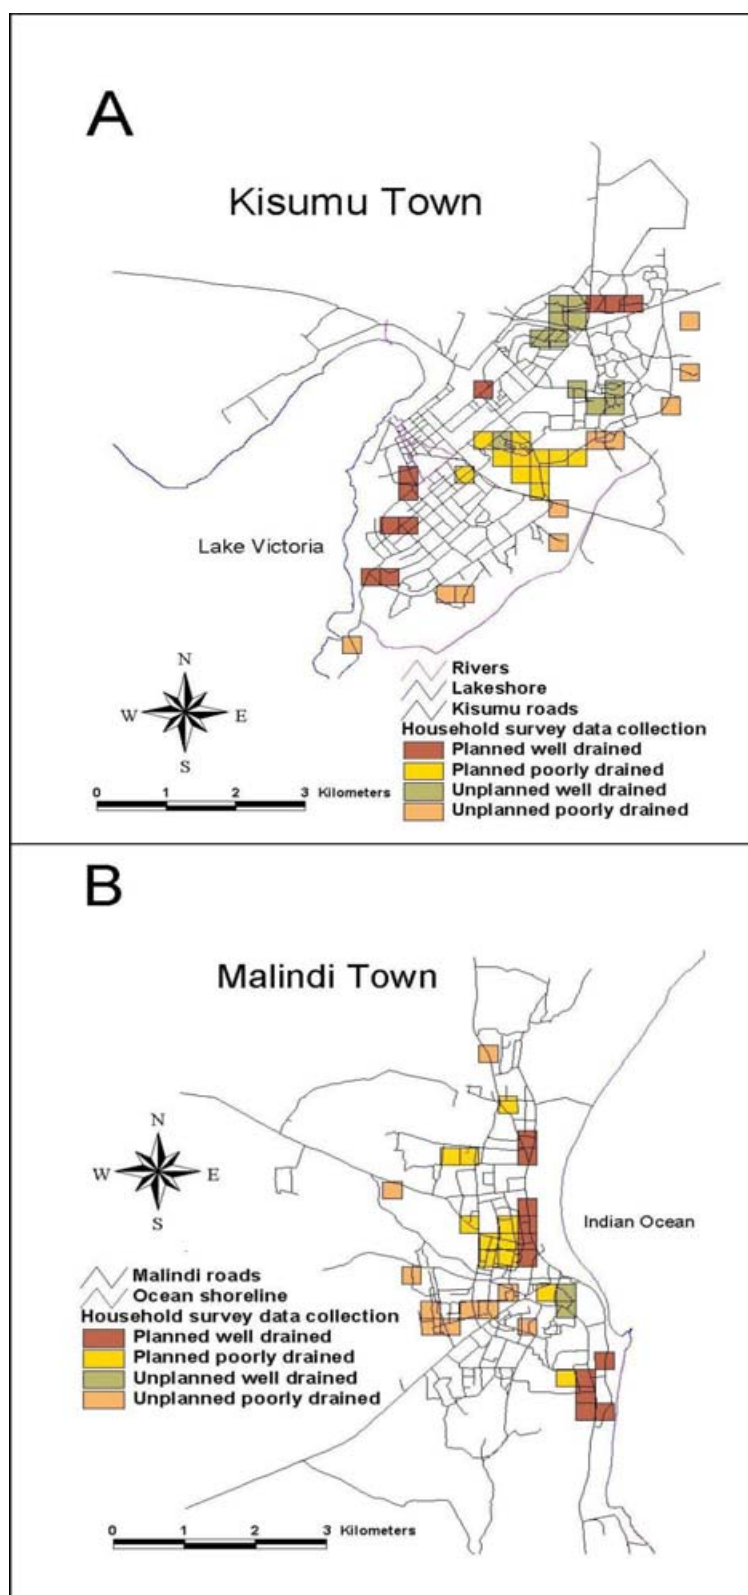 A
Kisumu Town
Lake Victoria
N
W E
S
Rivers
Lakeshore
Kisumu roads
Household survey data collection
Planned well drained
Planned poorly drained
Unplanned well drained
Unplanned poorly drained
0 1 2 3 Kilometers
B
Malindi Town
N
W E
S
Indian Ocean
Malindi roads
Ocean shoreline
Household survey data collection
Planned well drained
Planned poorly drained
Unplanned well drained
Unplanned poorly drained
0 1 2 3 Kilometers